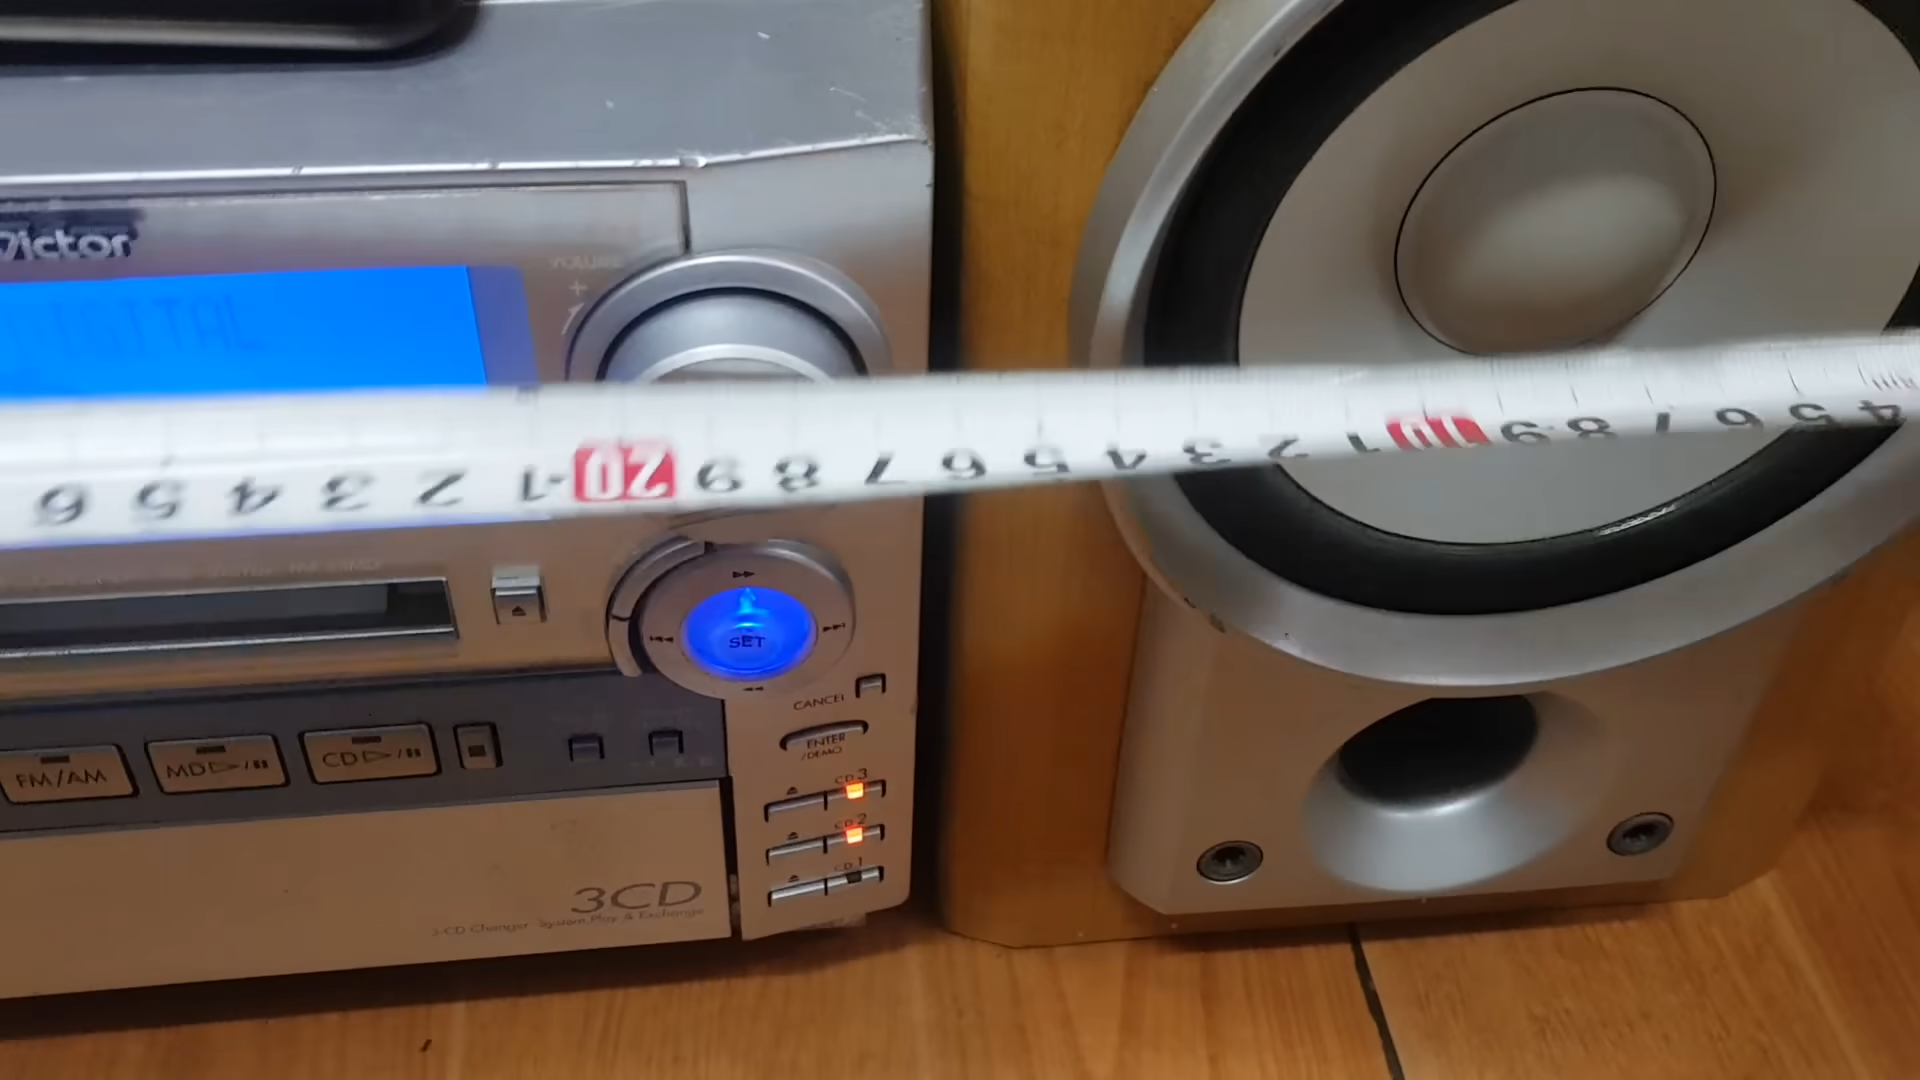 Victor
VOLUME
+
DIGITAL
6 5 4 3 2 1 20 9 8 7 6 5 4 3 2 1 10 9 8 7 6 5 4
SET
CANCEL
ENTER
/DEMO
FM/AM
MD
CD
CD3
CD2
CD1
3CD
3-CD Changer System, Play & Exchange